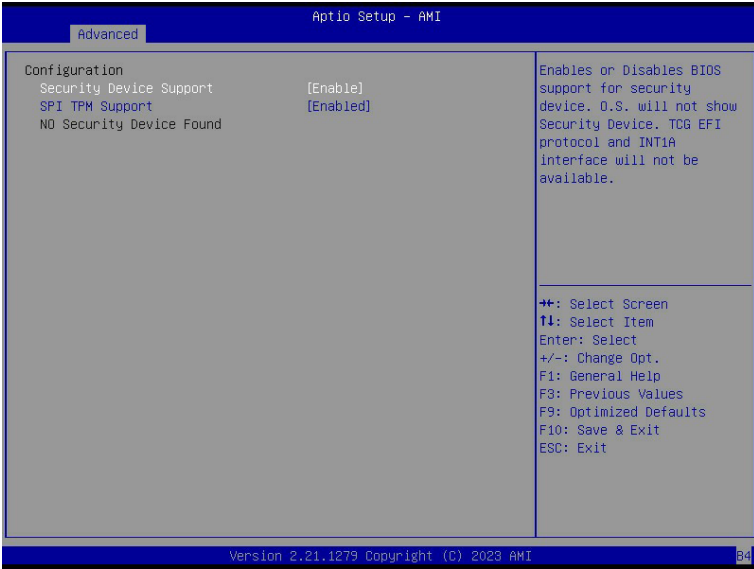 Aptio Setup – AMI
Advanced
Configuration
Security Device Support [Enable]
SPI TPM Support [Enabled]
NO Security Device Found
Enables or Disables BIOS
support for security
device. O.S. will not show
Security Device. TCG EFI
protocol and INT1A
interface will not be
available.
→←: Select Screen
↑↓: Select Item
Enter: Select
+/-: Change Opt.
F1: General Help
F3: Previous Values
F9: Optimized Defaults
F10: Save & Exit
ESC: Exit
Version 2.21.1279 Copyright (C) 2023 AMI
B4